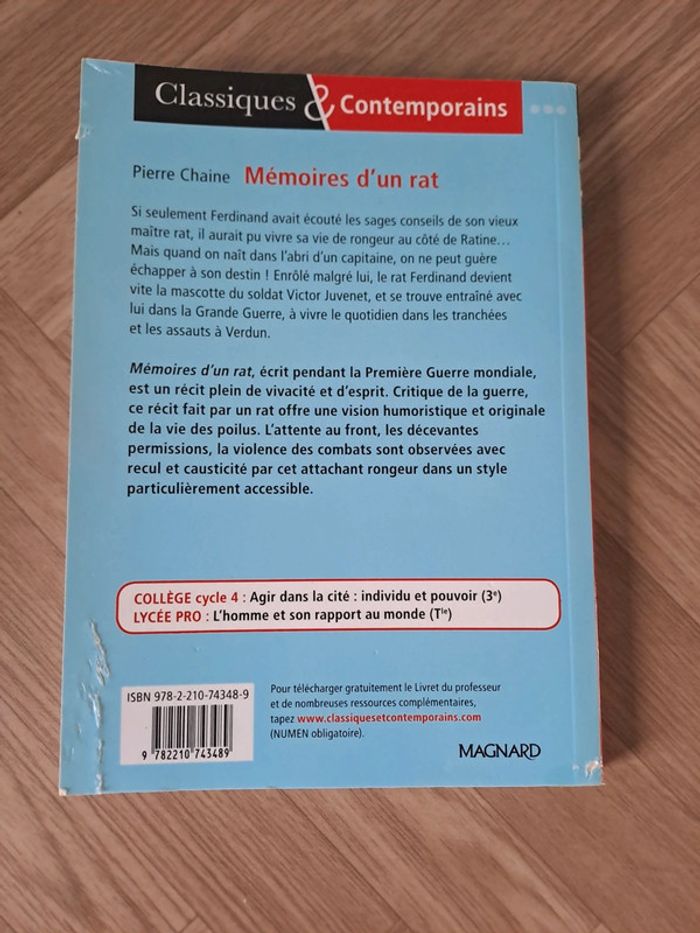 Classiques & Contemporains
Pierre Chaine Mémoires d'un rat
Si seulement Ferdinand avait écouté les sages conseils de son vieux
maître rat, il aurait pu vivre sa vie de rongeur au côté de Ratine...
Mais quand on naît dans l'abri d'un capitaine, on ne peut guère
échapper à son destin ! Enrôlé malgré lui, le rat Ferdinand devient
vite la mascotte du soldat Victor Juvenet, et se trouve entraîné avec
lui dans la Grande Guerre, à vivre le quotidien dans les tranchées
et les assauts à Verdun.
Mémoires d'un rat, écrit pendant la Première Guerre mondiale,
est un récit plein de vivacité et d'esprit. Critique de la guerre,
ce récit fait par un rat offre une vision humoristique et originale
de la vie des poilus. L'attente au front, les décevantes
permissions, la violence des combats sont observées avec
recul et causticité par cet attachant rongeur dans un style
particulièrement accessible.
COLLÈGE cycle 4 : Agir dans la cité : individu et pouvoir (3e)
LYCÉE PRO : L'homme et son rapport au monde (Tle)
ISBN 978-2-210-74348-9
9 782210 743489
Pour télécharger gratuitement le Livret du professeur
et de nombreuses ressources complémentaires,
tapez www.classiquesetcontemporains.com
(NUMEN obligatoire).
MAGNARD